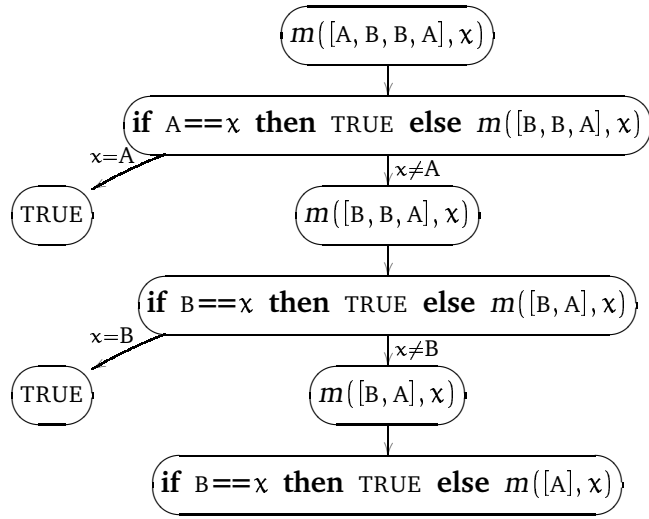 m([A, B, B, A], x)
if A==x then TRUE else m([B, B, A], x)
x=A
x≠A
TRUE
m([B, B, A], x)
if B==x then TRUE else m([B, A], x)
x=B
x≠B
TRUE
m([B, A], x)
if B==x then TRUE else m([A], x)